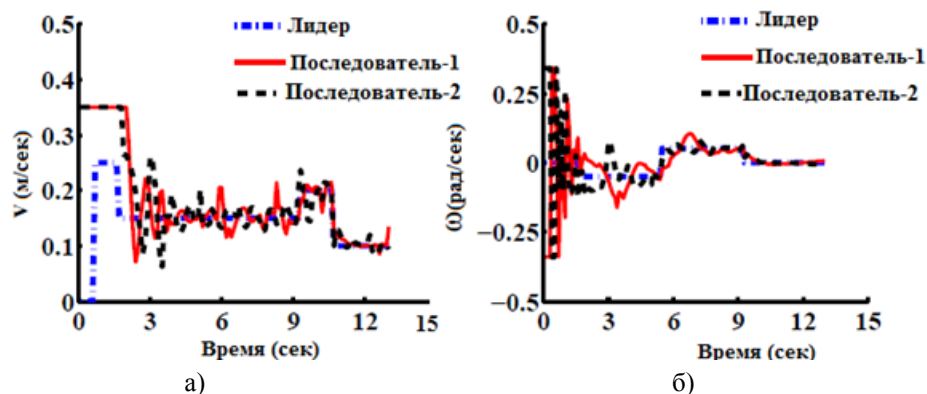 0.5
0.4
0.3
0.2
0.1
0
V (м/сек)
Лидер
Последователь-1
Последователь-2
0 3 6 9 12 15
Время (сек)
а)
0.5
0.25
0
−0.25
−0.5
Ѹ(рад/сек)
Лидер
Последователь-1
Последователь-2
0 3 6 9 12 15
Время (сек)
б)